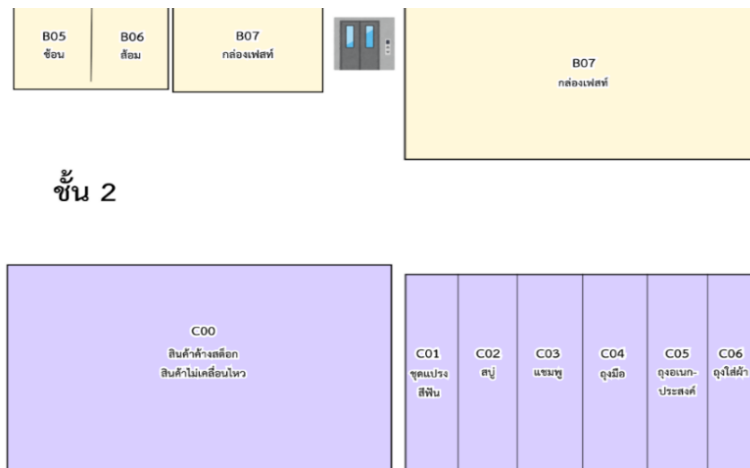 B05
ช้อน
B06
ส้อม
B07
กล่องเฟสท์
B07
กล่องเฟสท์
ชั้น 2
C00
สินค้าค้างสต็อก
สินค้าไม่เคลื่อนไหว
C01
ชุดแปรง
สีฟัน
C02
สบู่
C03
แชมพู
C04
ถุงมือ
C05
ถุงอเนก-
ประสงค์
C06
ถุงใส่ผ้า